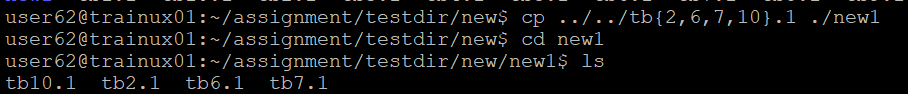 user62@trainux01:~/assignment/testdir/new$ cp ../../tb{2,6,7,10}.1 ./new1
user62@trainux01:~/assignment/testdir/new$ cd new1
user62@trainux01:~/assignment/testdir/new/new1$ ls
tb10.1  tb2.1  tb6.1  tb7.1